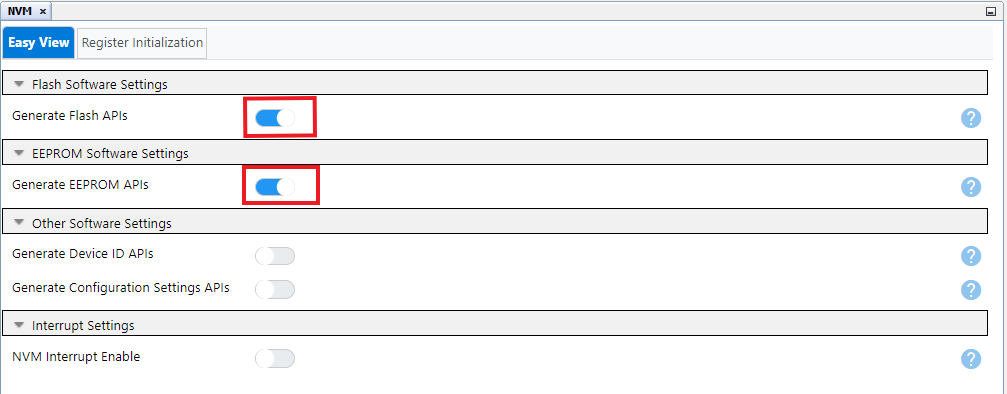 NVM ×
Easy View Register Initialization
Flash Software Settings
Generate Flash APIs ?
EEPROM Software Settings
Generate EEPROM APIs ?
Other Software Settings
Generate Device ID APIs ?
Generate Configuration Settings APIs ?
Interrupt Settings
NVM Interrupt Enable ?